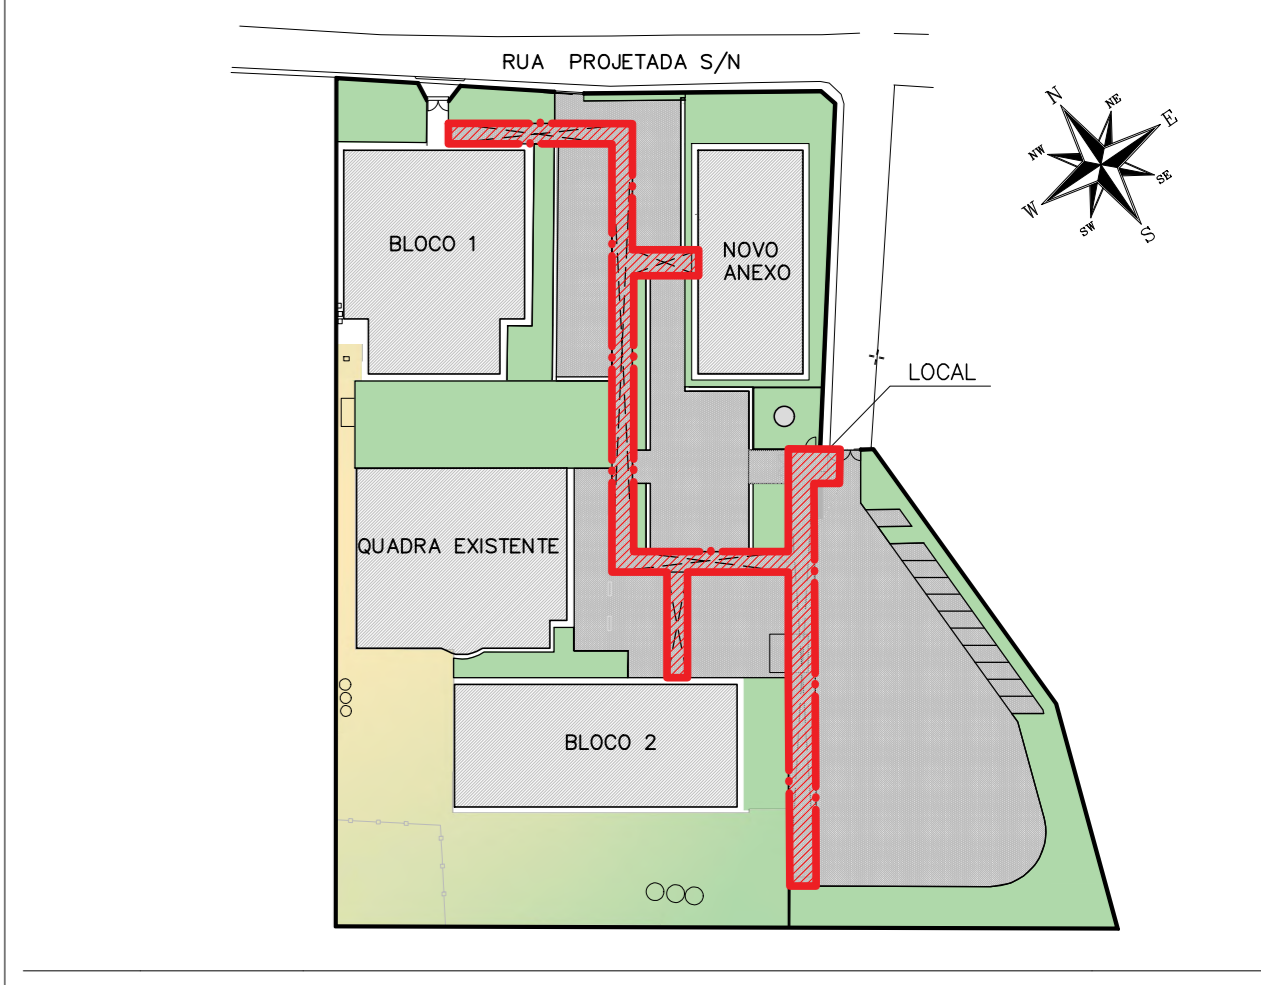 RUA PROJETADA S/N
N
NE
E
NW
SE
W
SW
S
BLOCO 1
NOVO
ANEXO
LOCAL
QUADRA EXISTENTE
BLOCO 2